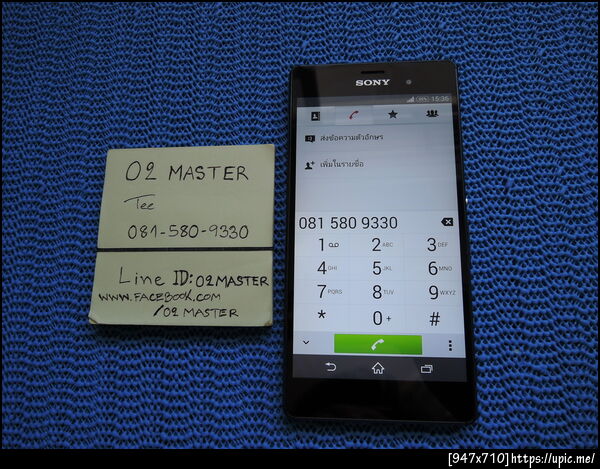 O2 MASTER
Tee
081-580-9330
Line ID: O2MASTER
WWW.FACEBOOK.COM
/O2 MASTER
SONY
15:36
ส่งข้อความตัวอักษร
เพิ่มในรายชื่อ
081 580 9330
1 2 ABC 3 DEF
4 GHI 5 JKL 6 MNO
7 PQRS 8 TUV 9 WXYZ
* 0 + #
[947x710]https://upic.me/